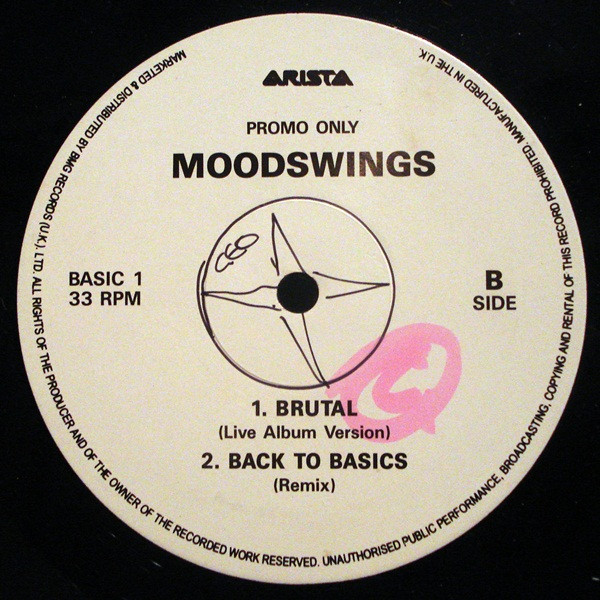 ARISTA
PROMO ONLY
MOODSWINGS
BASIC 1
33 RPM
B
SIDE
1. BRUTAL
(Live Album Version)
2. BACK TO BASICS
(Remix)
MARKETED & DISTRIBUTED BY BMG RECORDS (U.K.), LTD. ALL RIGHTS OF THE PRODUCER AND OF THE OWNER OF THE RECORDED WORK RESERVED. UNAUTHORISED PUBLIC PERFORMANCE, BROADCASTING, COPYING AND RENTAL OF THIS RECORD PROHIBITED. MANUFACTURED IN THE U.K.